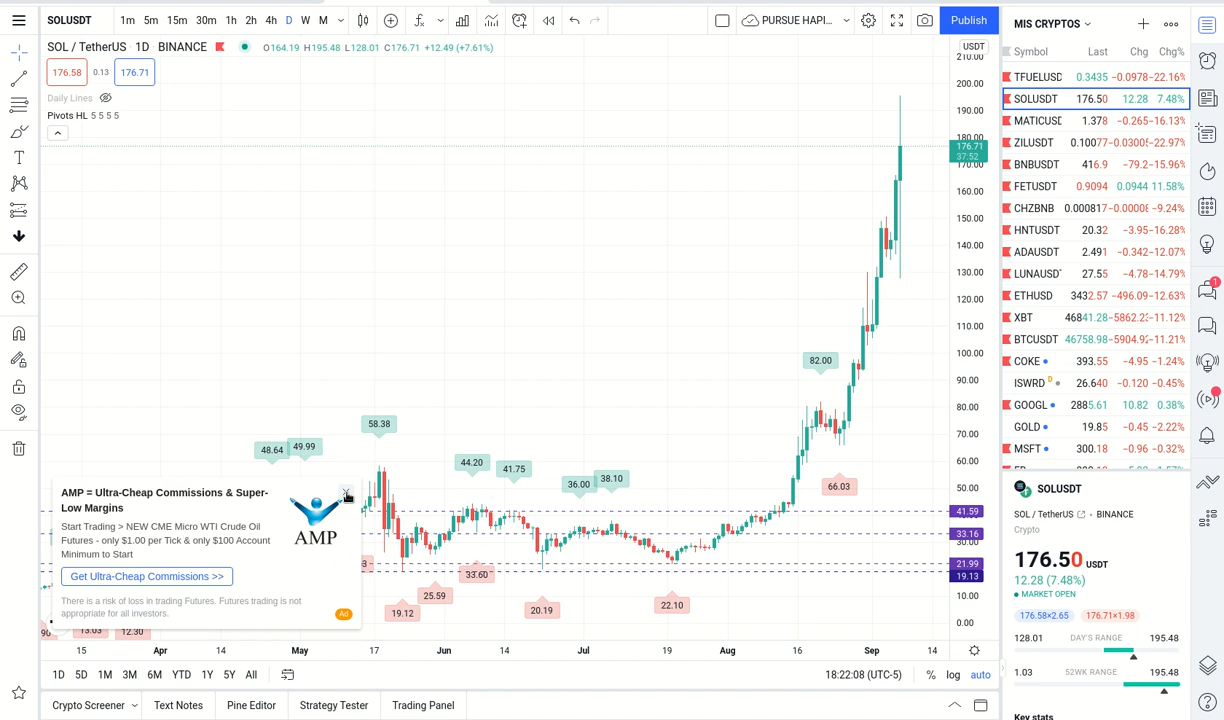 SOLUSDT 1m 5m 15m 30m 1h 2h 4h D W M PURSUE HAPI... Publish
SOL / TetherUS · 1D · BINANCE O164.19 H195.48 L128.01 C176.71 +12.49 (+7.61%)
176.58 0.13 176.71
Daily Lines
Pivots HL 5 5 5 5
USDT
210.00
200.00
190.00
180.00
176.71
37:52
170.00
160.00
150.00
140.00
130.00
120.00
110.00
100.00
90.00
80.00
70.00
60.00
50.00
41.59
33.16
30.00
21.99
19.13
10.00
0.00
82.00
58.38
48.64 49.99
44.20
41.75
36.00
38.10
66.03
33.60
25.59
19.12
20.19
22.10
13.03
12.30
AMP = Ultra-Cheap Commissions & Super-
Low Margins
Start Trading > NEW CME Micro WTI Crude Oil
Futures - only $1.00 per Tick & only $100 Account
Minimum to Start
AMP
Get Ultra-Cheap Commissions >>
There is a risk of loss in trading Futures. Futures trading is not
appropriate for all investors.
Ad
15 Apr 14 May 17 Jun 14 Jul 19 Aug 16 Sep 14
1D 5D 1M 3M 6M YTD 1Y 5Y All 18:22:08 (UTC-5) % log auto
Crypto Screener Text Notes Pine Editor Strategy Tester Trading Panel
MIS CRYPTOS
Symbol Last Chg Chg%
TFUELUSD 0.3435 -0.0978 -22.16%
SOLUSDT 176.50 12.28 7.48%
MATICUSD 1.378 -0.265 -16.13%
ZILUSDT 0.10077 -0.0300 -22.97%
BNBUSDT 416.9 -79.2 -15.96%
FETUSDT 0.9094 0.0944 11.58%
CHZBNB 0.000817 -0.0000 -9.24%
HNTUSDT 20.32 -3.95 -16.28%
ADAUSDT 2.491 -0.342 -12.07%
LUNAUSD 27.55 -4.78 -14.79%
ETHUSD 3432.57 -496.09 -12.63%
XBT 46841.28 -5862.2 -11.12%
BTCUSDT 46758.98 -5904.9 -11.21%
COKE 393.55 -4.95 -1.24%
ISWRD D 26.640 -0.120 -0.45%
GOOGL 2885.61 10.82 0.38%
GOLD 19.85 -0.45 -2.22%
MSFT 300.18 -0.96 -0.32%
1
SOLUSDT
SOL / TetherUS · BINANCE
Crypto
176.50 USDT
12.28 (7.48%)
MARKET OPEN
176.58×2.65 176.71×1.98
128.01 DAY'S RANGE 195.48
1.03 52WK RANGE 195.48
Key stats